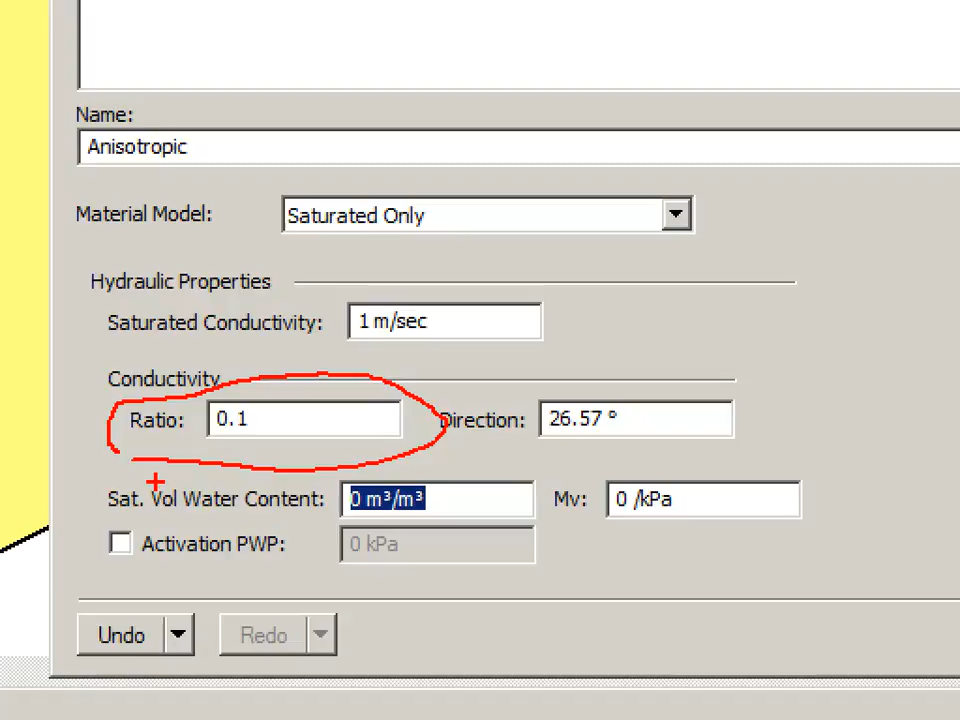 Name:
Anisotropic
Material Model: Saturated Only
Hydraulic Properties
Saturated Conductivity: 1 m/sec
Conductivity
Ratio: 0.1 Direction: 26.57 °
Sat. Vol Water Content: 0 m³/m³ Mv: 0 /kPa
Activation PWP: 0 kPa
Undo Redo